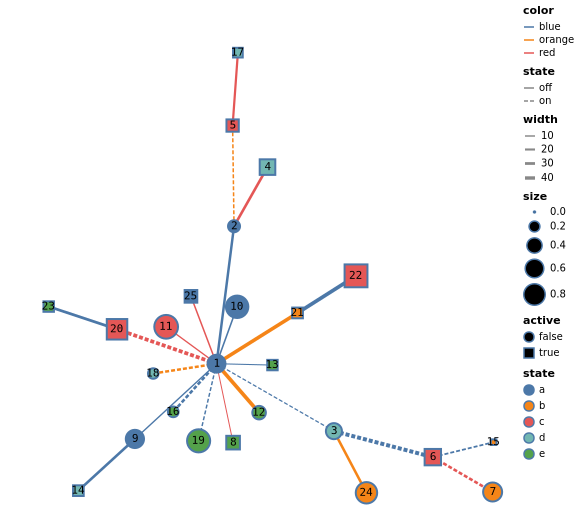 color
blue
orange
red
state
off
on
width
10
20
30
40
size
0.0
0.2
0.4
0.6
0.8
active
false
true
state
a
b
c
d
e
17
5
4
2
22
25
23
10
21
20
11
1
13
18
16
12
3
9
19
8
15
6
14
24
7